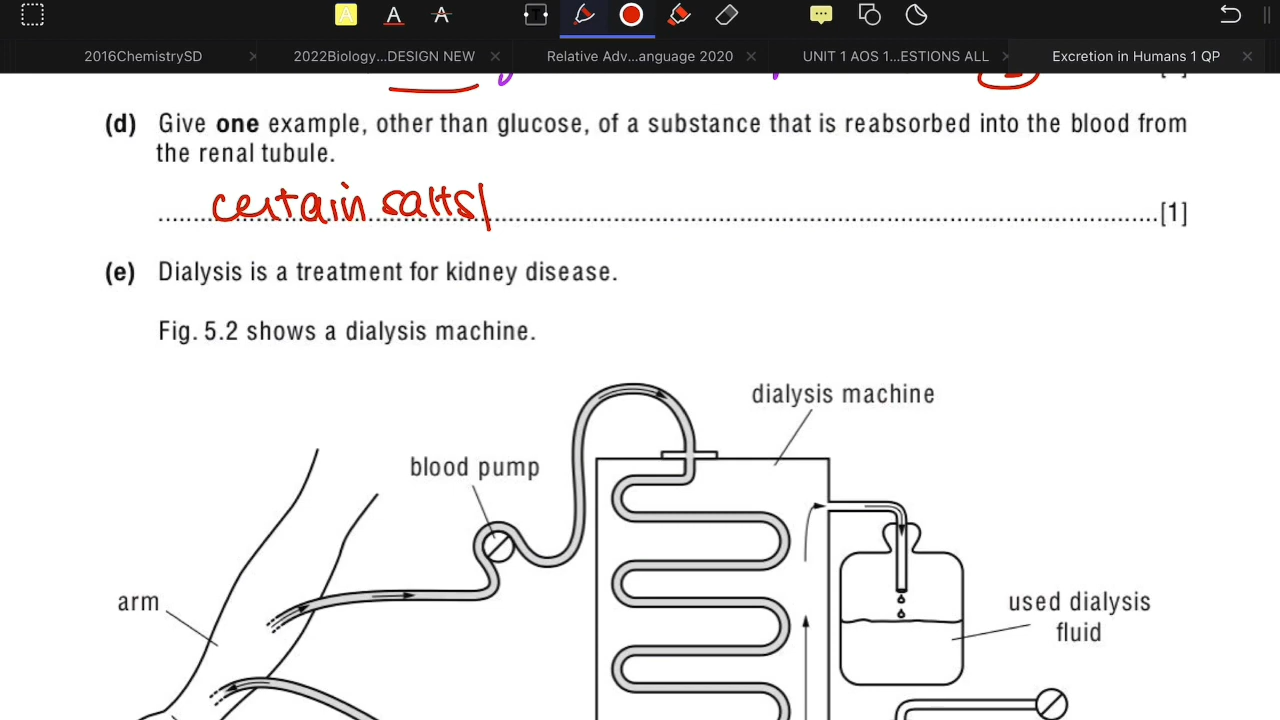 2016ChemistrySD
2022Biology...DESIGN NEW
Relative Adv...anguage 2020
UNIT 1 AOS 1...ESTIONS ALL
Excretion in Humans 1 QP
(d) Give one example, other than glucose, of a substance that is reabsorbed into the blood from
the renal tubule.
certain salts/
[1]
(e) Dialysis is a treatment for kidney disease.
Fig. 5.2 shows a dialysis machine.
dialysis machine
blood pump
arm
used dialysis
fluid